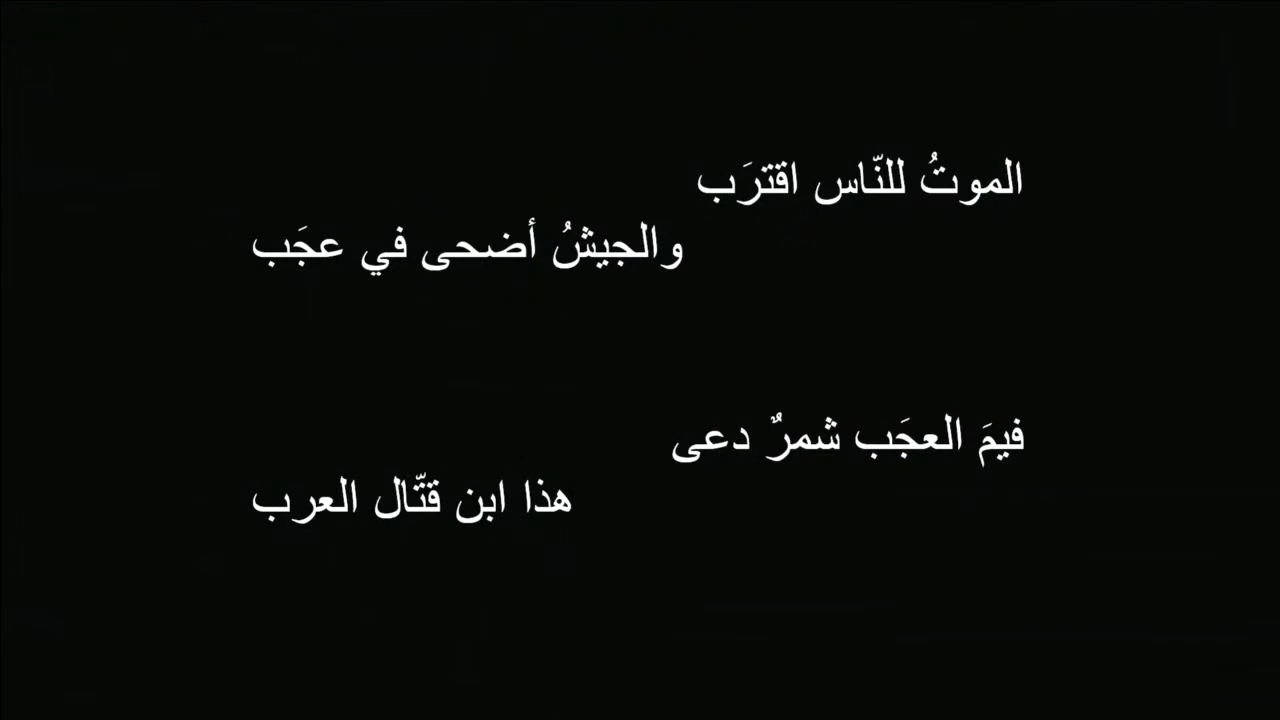 الموتُ للنّاس اقترَب
والجيشُ أضحى في عجَب
فيمَ العجَب شمرٌ دعى
هذا ابن قتّال العرب